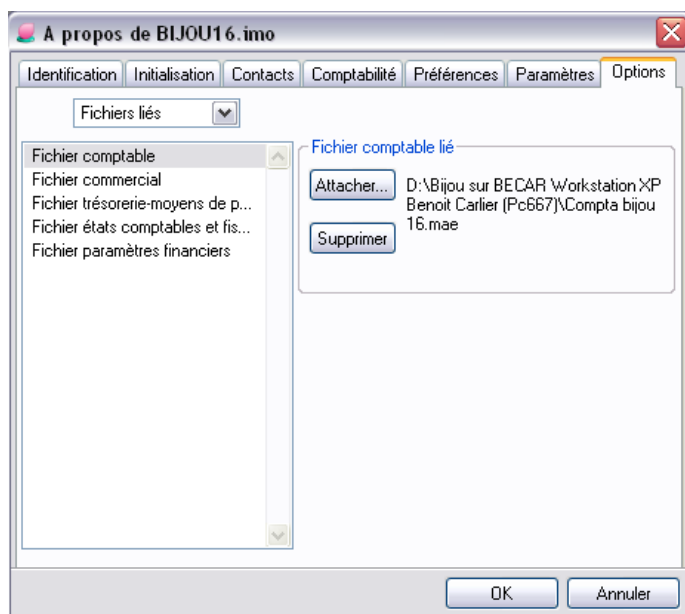 A propos de BIJOU16.imo
Identification Initialisation Contacts Comptabilité Préférences Paramètres Options
Fichiers liés
Fichier comptable
Fichier commercial
Fichier trésorerie-moyens de p...
Fichier états comptables et fis...
Fichier paramètres financiers
Fichier comptable lié
Attacher...
Supprimer
D:\Bijou sur BECAR Workstation XP
Benoit Carlier (Pc667)\Compta bijou
16.mae
OK Annuler